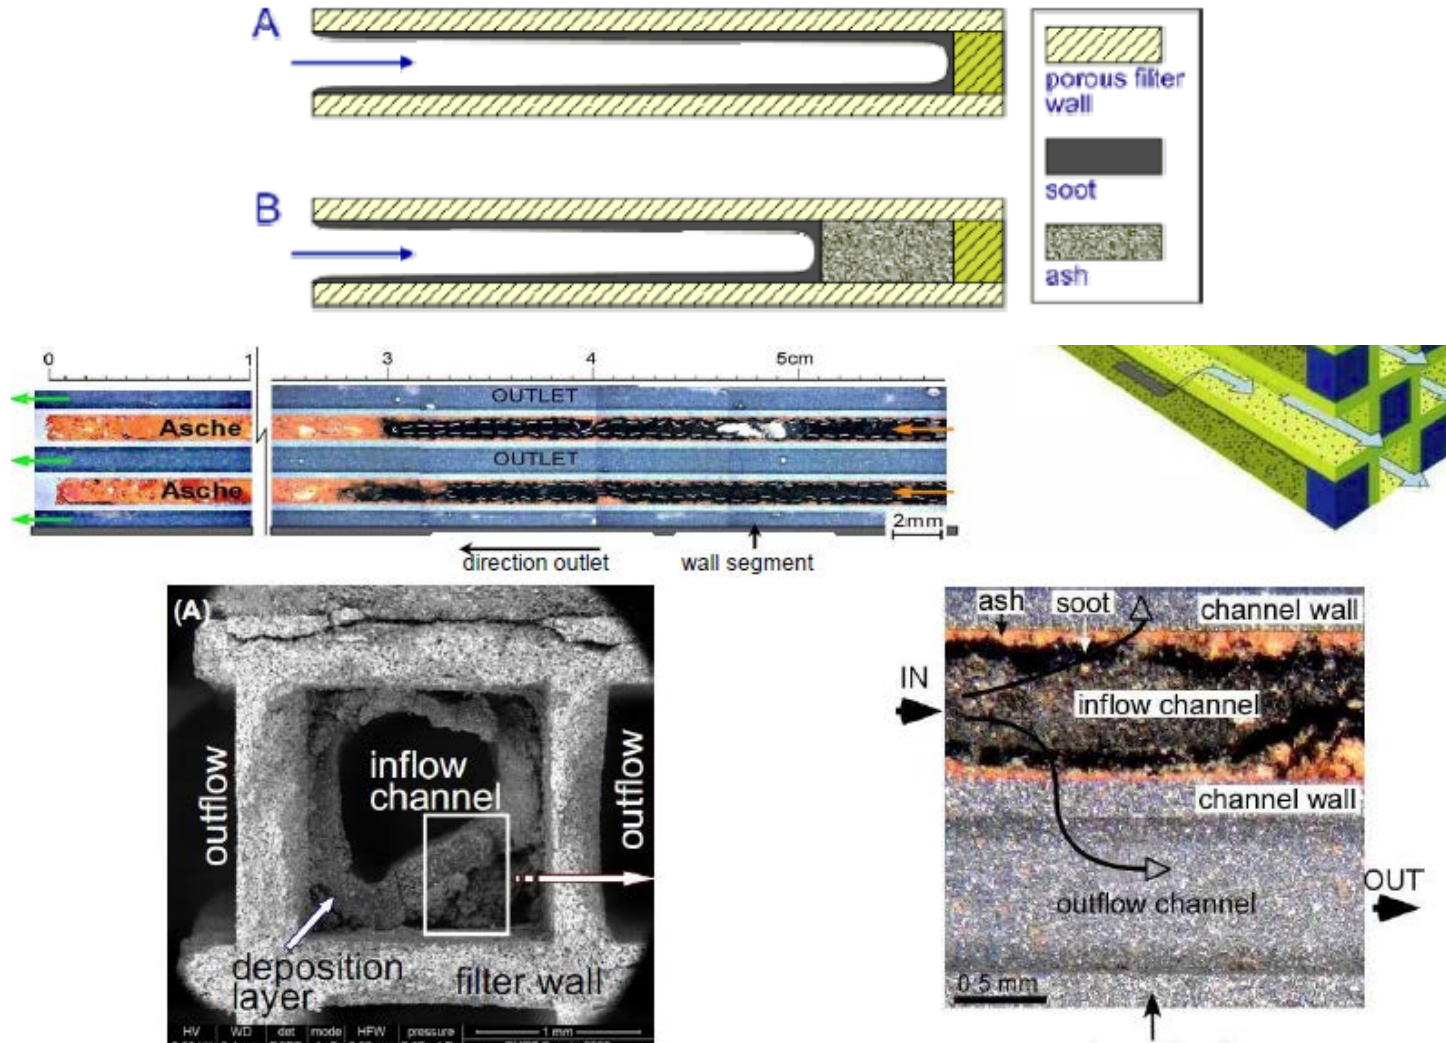 A
porous filter
wall
soot
B
ash
0
1
3
4
5cm
OUTLET
Asche
OUTLET
Asche
2mm
direction outlet
wall segment
(A)
outflow
inflow
channel
outflow
deposition
layer
filter wall
HV
WD
det
mode
HFW
pressure
1 mm
ash
soot
channel wall
IN
inflow channel
channel wall
outflow channel
OUT
0.5 mm